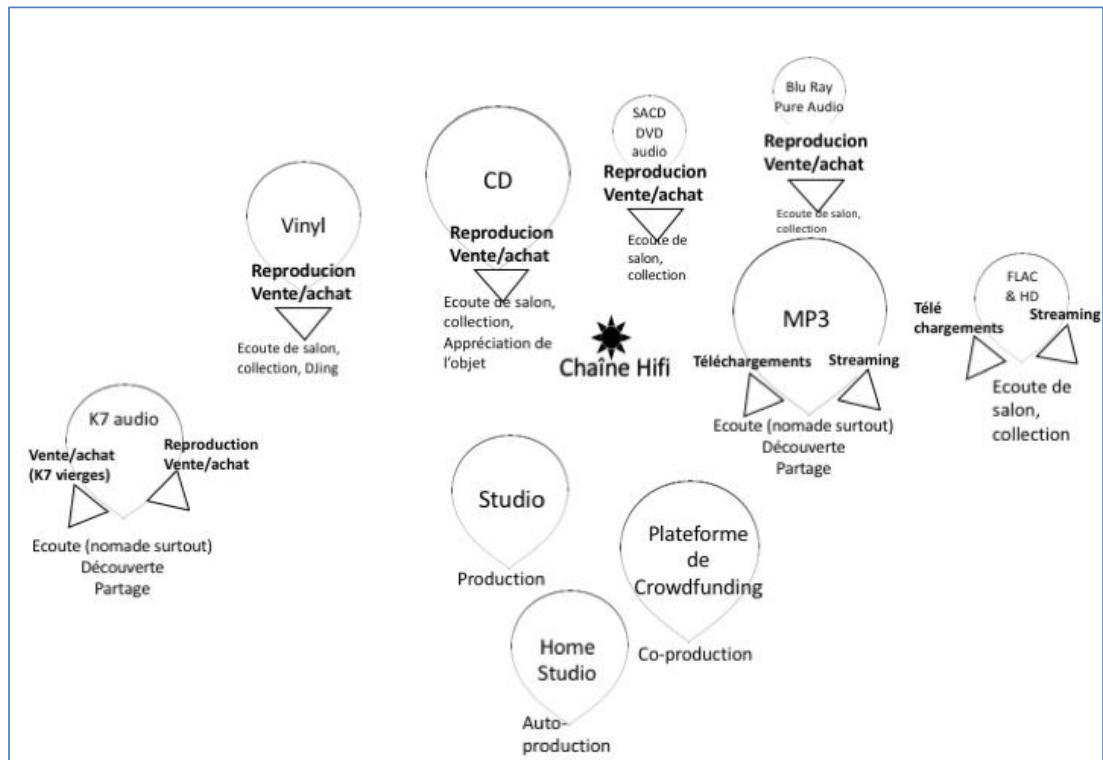 Blu Ray
Pure Audio
Reproducion
Vente/achat
Ecoute de salon,
collection
SACD
DVD
audio
Reproducion
Vente/achat
Ecoute de
salon,
collection
CD
Reproducion
Vente/achat
Ecoute de salon,
collection,
Appréciation de
l'objet
Vinyl
Reproducion
Vente/achat
Ecoute de salon,
collection, DJing
Chaîne Hifi
MP3
Téléchargements
Streaming
Ecoute (nomade surtout)
Découverte
Partage
FLAC
& HD
Télé
chargements
Streaming
Ecoute de
salon,
collection
K7 audio
Vente/achat
(K7 vierges)
Reproduction
Vente/achat
Ecoute (nomade surtout)
Découverte
Partage
Studio
Production
Plateforme
de
Crowdfunding
Co-production
Home
Studio
Auto-
production